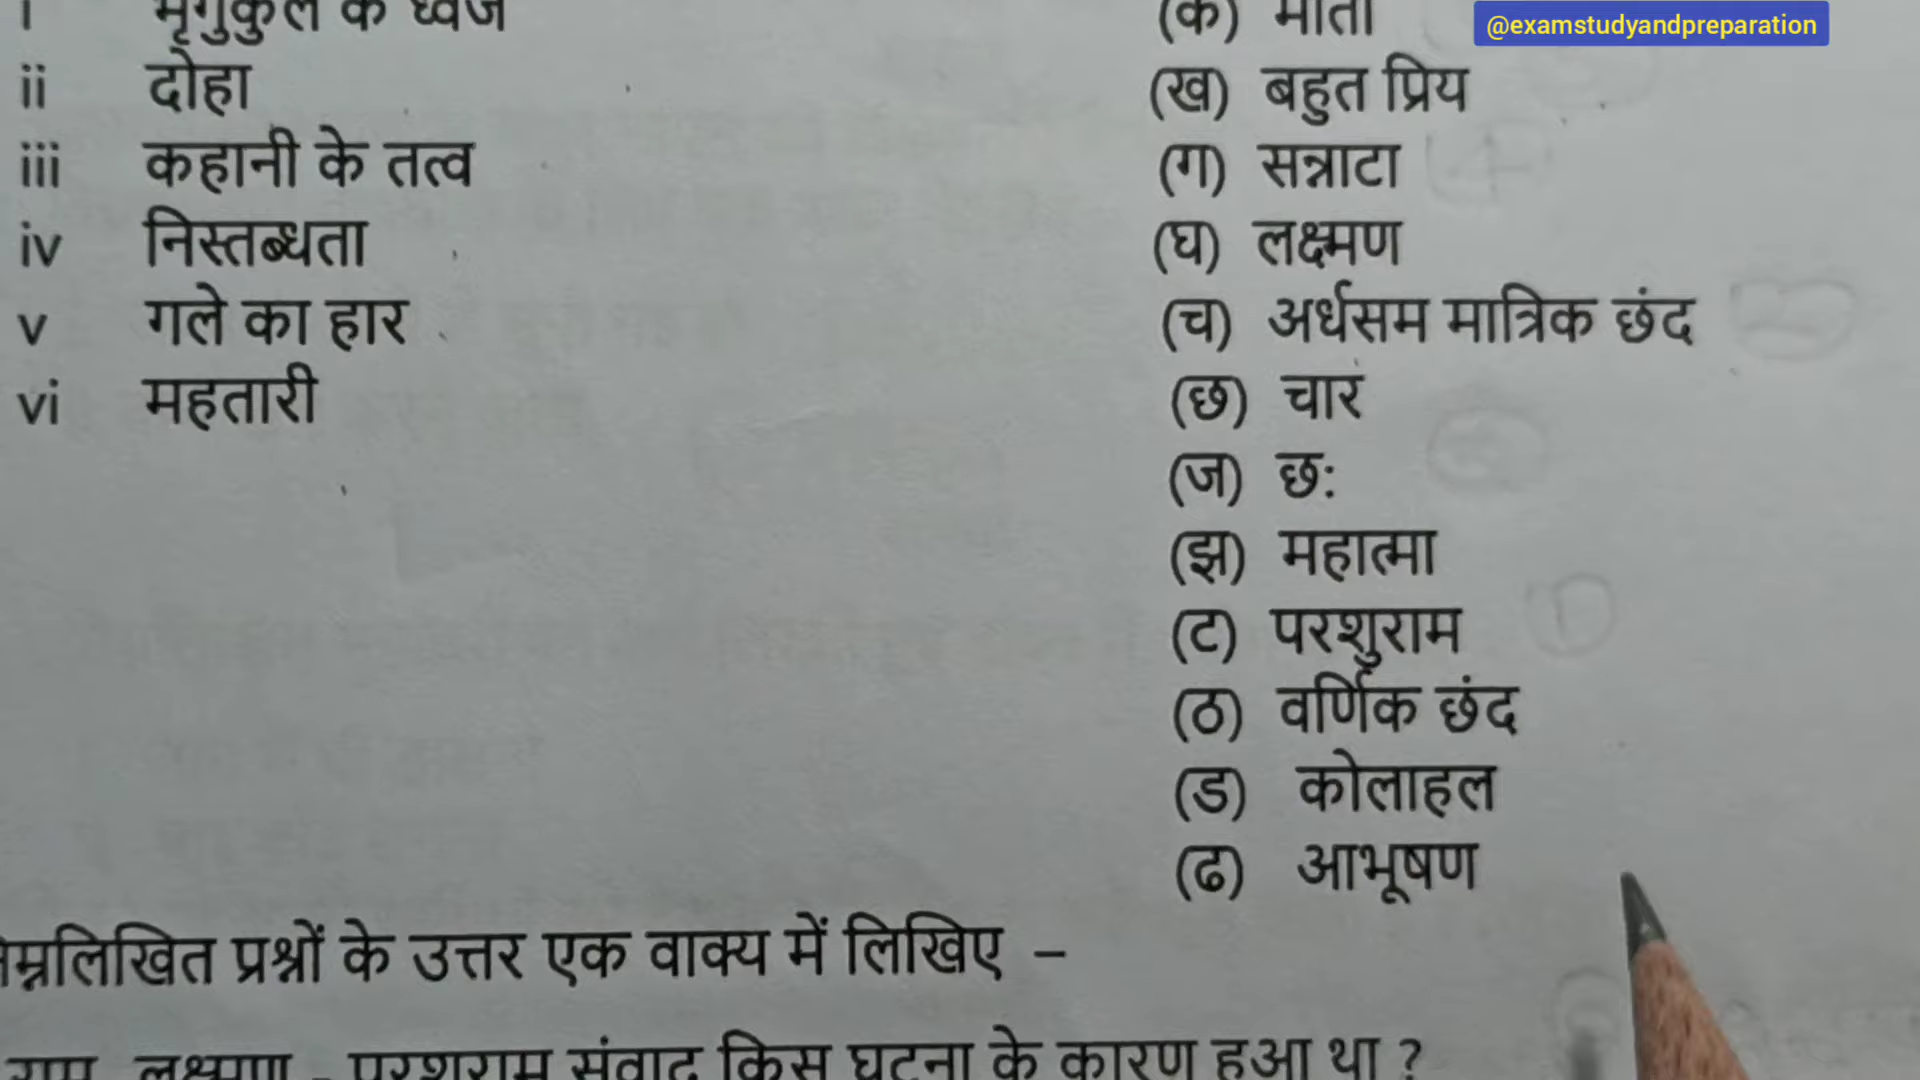 i भृगुकुल के ध्वज (क) माता @examstudyandpreparation
ii दोहा (ख) बहुत प्रिय
iii कहानी के तत्व (ग) सन्नाटा
iv निस्तब्धता (घ) लक्ष्मण
v गले का हार (च) अर्धसम मात्रिक छंद
vi महतारी (छ) चार
(ज) छः
(झ) महात्मा
(ट) परशुराम
(ठ) वर्णिक छंद
(ड) कोलाहल
(ढ) आभूषण
निम्नलिखित प्रश्नों के उत्तर एक वाक्य में लिखिए –
राम लक्ष्मण - परशुराम संवाद किस घटना के कारण हुआ था ?